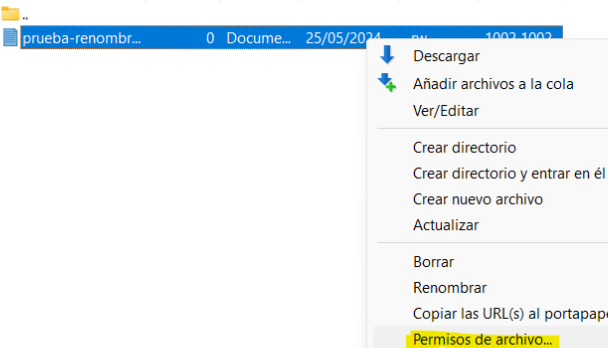 ..
prueba-renombr... 0 Docume... 25/05/2024 -rw- 1002 1002
Descargar
Añadir archivos a la cola
Ver/Editar
Crear directorio
Crear directorio y entrar en él
Crear nuevo archivo
Actualizar
Borrar
Renombrar
Copiar las URL(s) al portapape
Permisos de archivo...